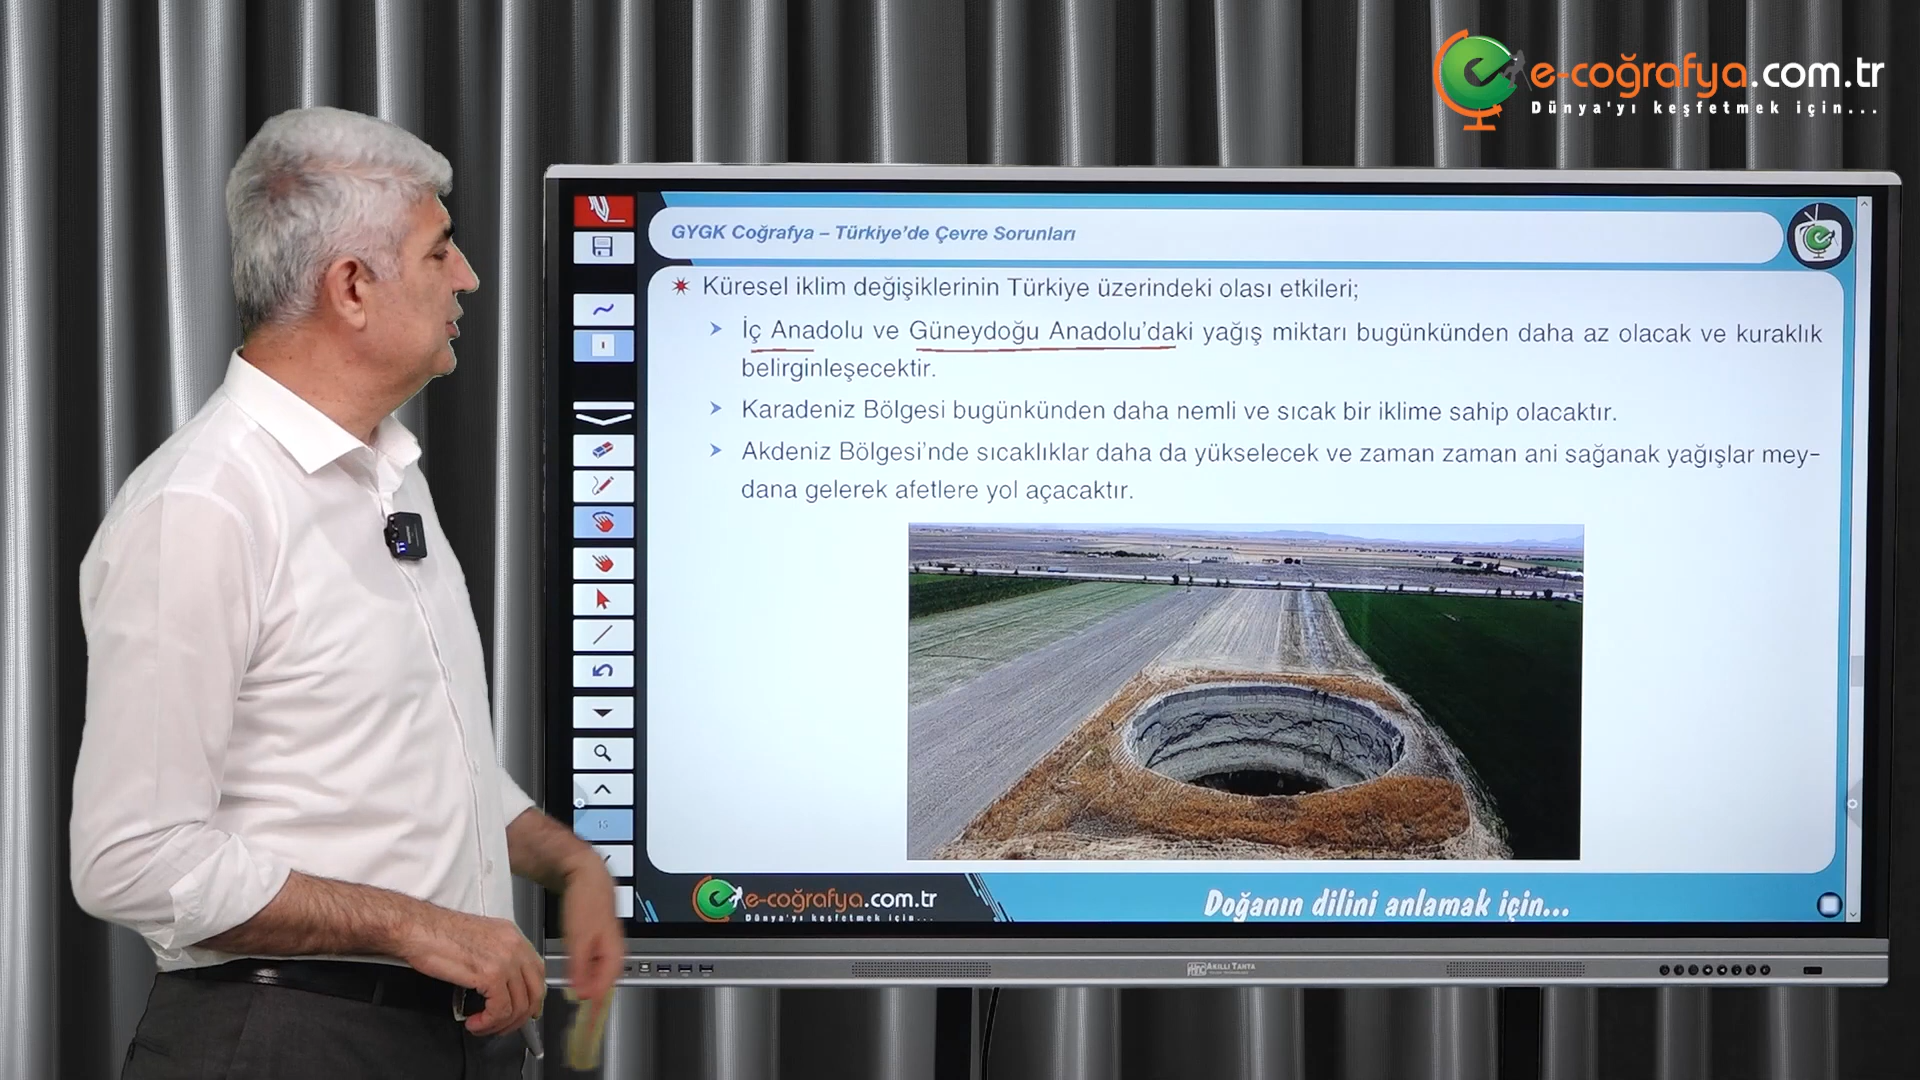 e-coğrafya.com.tr
Dünya'yı keşfetmek için...
GYGK Coğrafya – Türkiye'de Çevre Sorunları
Küresel iklim değişiklerinin Türkiye üzerindeki olası etkileri;
İç Anadolu ve Güneydoğu Anadolu'daki yağış miktarı bugünkünden daha az olacak ve kuraklık
belirginleşecektir.
Karadeniz Bölgesi bugünkünden daha nemli ve sıcak bir iklime sahip olacaktır.
Akdeniz Bölgesi'nde sıcaklıklar daha da yükselecek ve zaman zaman ani sağanak yağışlar mey-
dana gelerek afetlere yol açacaktır.
15
e-coğrafya.com.tr
Dünya'yı keşfetmek için...
Doğanın dilini anlamak için...
AKILLI TAHTA